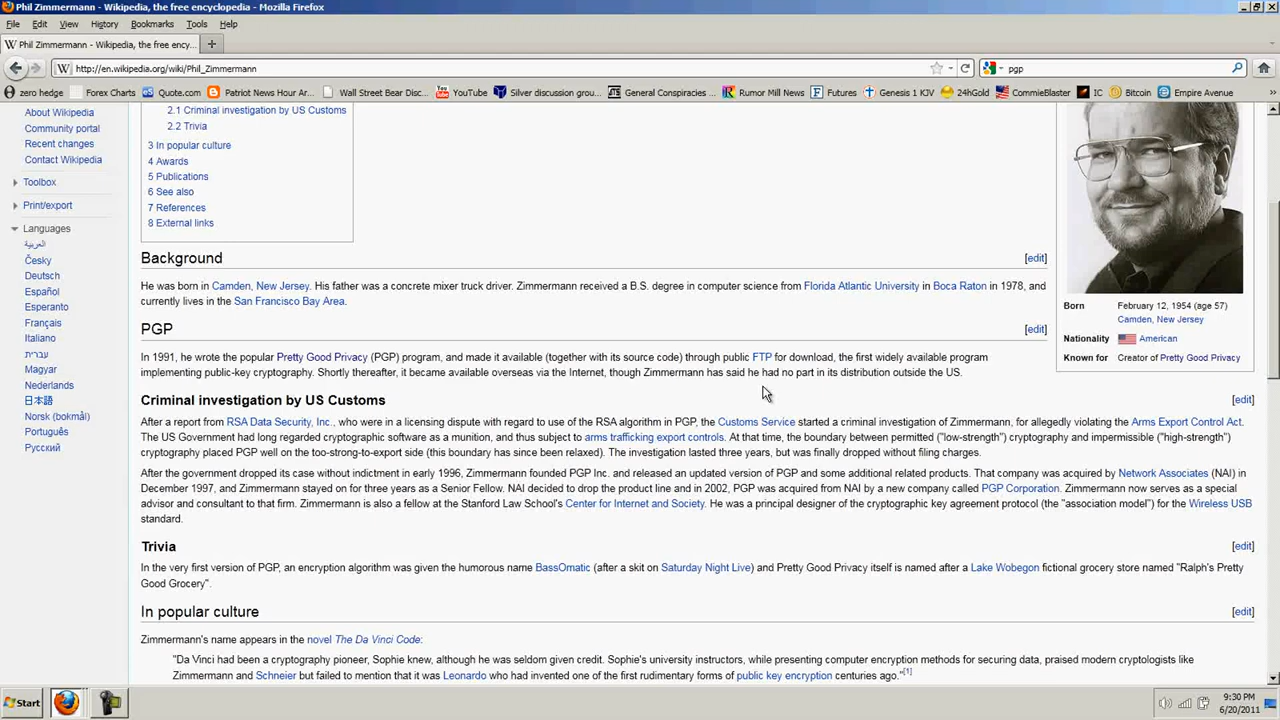 Phil Zimmermann - Wikipedia, the free encyclopedia - Mozilla Firefox
File Edit View History Bookmarks Tools Help
W Phil Zimmermann - Wikipedia, the free ency... +
W http://en.wikipedia.org/wiki/Phil_Zimmermann pgp
zero hedge Forex Charts Quote.com Patriot News Hour Ar... Wall Street Bear Disc... YouTube Silver discussion grou... General Conspiracies ... Rumor Mill News Futures Genesis 1 KJV 24hGold CommieBlaster IC Bitcoin Empire Avenue
About Wikipedia
Community portal
Recent changes
Contact Wikipedia
Toolbox
Print/export
Languages
العربية
Česky
Deutsch
Español
Esperanto
Français
Italiano
עברית
Magyar
Nederlands
日本語
Norsk (bokmål)
Português
Русский
2.1 Criminal investigation by US Customs
2.2 Trivia
3 In popular culture
4 Awards
5 Publications
6 See also
7 References
8 External links
Background [edit]
He was born in Camden, New Jersey. His father was a concrete mixer truck driver. Zimmermann received a B.S. degree in computer science from Florida Atlantic University in Boca Raton in 1978, and
currently lives in the San Francisco Bay Area.
Born February 12, 1954 (age 57)
Camden, New Jersey
Nationality American
Known for Creator of Pretty Good Privacy
PGP [edit]
In 1991, he wrote the popular Pretty Good Privacy (PGP) program, and made it available (together with its source code) through public FTP for download, the first widely available program
implementing public-key cryptography. Shortly thereafter, it became available overseas via the Internet, though Zimmermann has said he had no part in its distribution outside the US.
Criminal investigation by US Customs [edit]
After a report from RSA Data Security, Inc., who were in a licensing dispute with regard to use of the RSA algorithm in PGP, the Customs Service started a criminal investigation of Zimmermann, for allegedly violating the Arms Export Control Act.
The US Government had long regarded cryptographic software as a munition, and thus subject to arms trafficking export controls. At that time, the boundary between permitted ("low-strength") cryptography and impermissible ("high-strength")
cryptography placed PGP well on the too-strong-to-export side (this boundary has since been relaxed). The investigation lasted three years, but was finally dropped without filing charges.
After the government dropped its case without indictment in early 1996, Zimmermann founded PGP Inc. and released an updated version of PGP and some additional related products. That company was acquired by Network Associates (NAI) in
December 1997, and Zimmermann stayed on for three years as a Senior Fellow. NAI decided to drop the product line and in 2002, PGP was acquired from NAI by a new company called PGP Corporation. Zimmermann now serves as a special
advisor and consultant to that firm. Zimmermann is also a fellow at the Stanford Law School's Center for Internet and Society. He was a principal designer of the cryptographic key agreement protocol (the "association model") for the Wireless USB
standard.
Trivia [edit]
In the very first version of PGP, an encryption algorithm was given the humorous name BassOmatic (after a skit on Saturday Night Live) and Pretty Good Privacy itself is named after a Lake Wobegon fictional grocery store named "Ralph's Pretty
Good Grocery".
In popular culture [edit]
Zimmermann's name appears in the novel The Da Vinci Code:
"Da Vinci had been a cryptography pioneer, Sophie knew, although he was seldom given credit. Sophie's university instructors, while presenting computer encryption methods for securing data, praised modern cryptologists like
Zimmermann and Schneier but failed to mention that it was Leonardo who had invented one of the first rudimentary forms of public key encryption centuries ago."[1]
Start 9:30 PM
6/20/2011